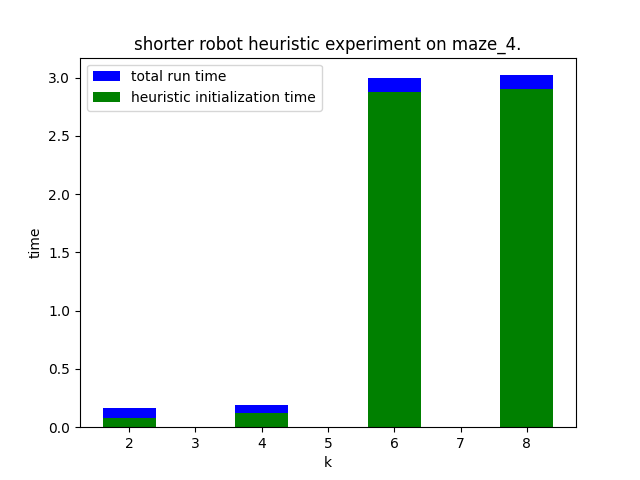 shorter robot heuristic experiment on maze_4.
total run time
heuristic initialization time
3.0
2.5
2.0
1.5
1.0
0.5
0.0
time
2 3 4 5 6 7 8
k